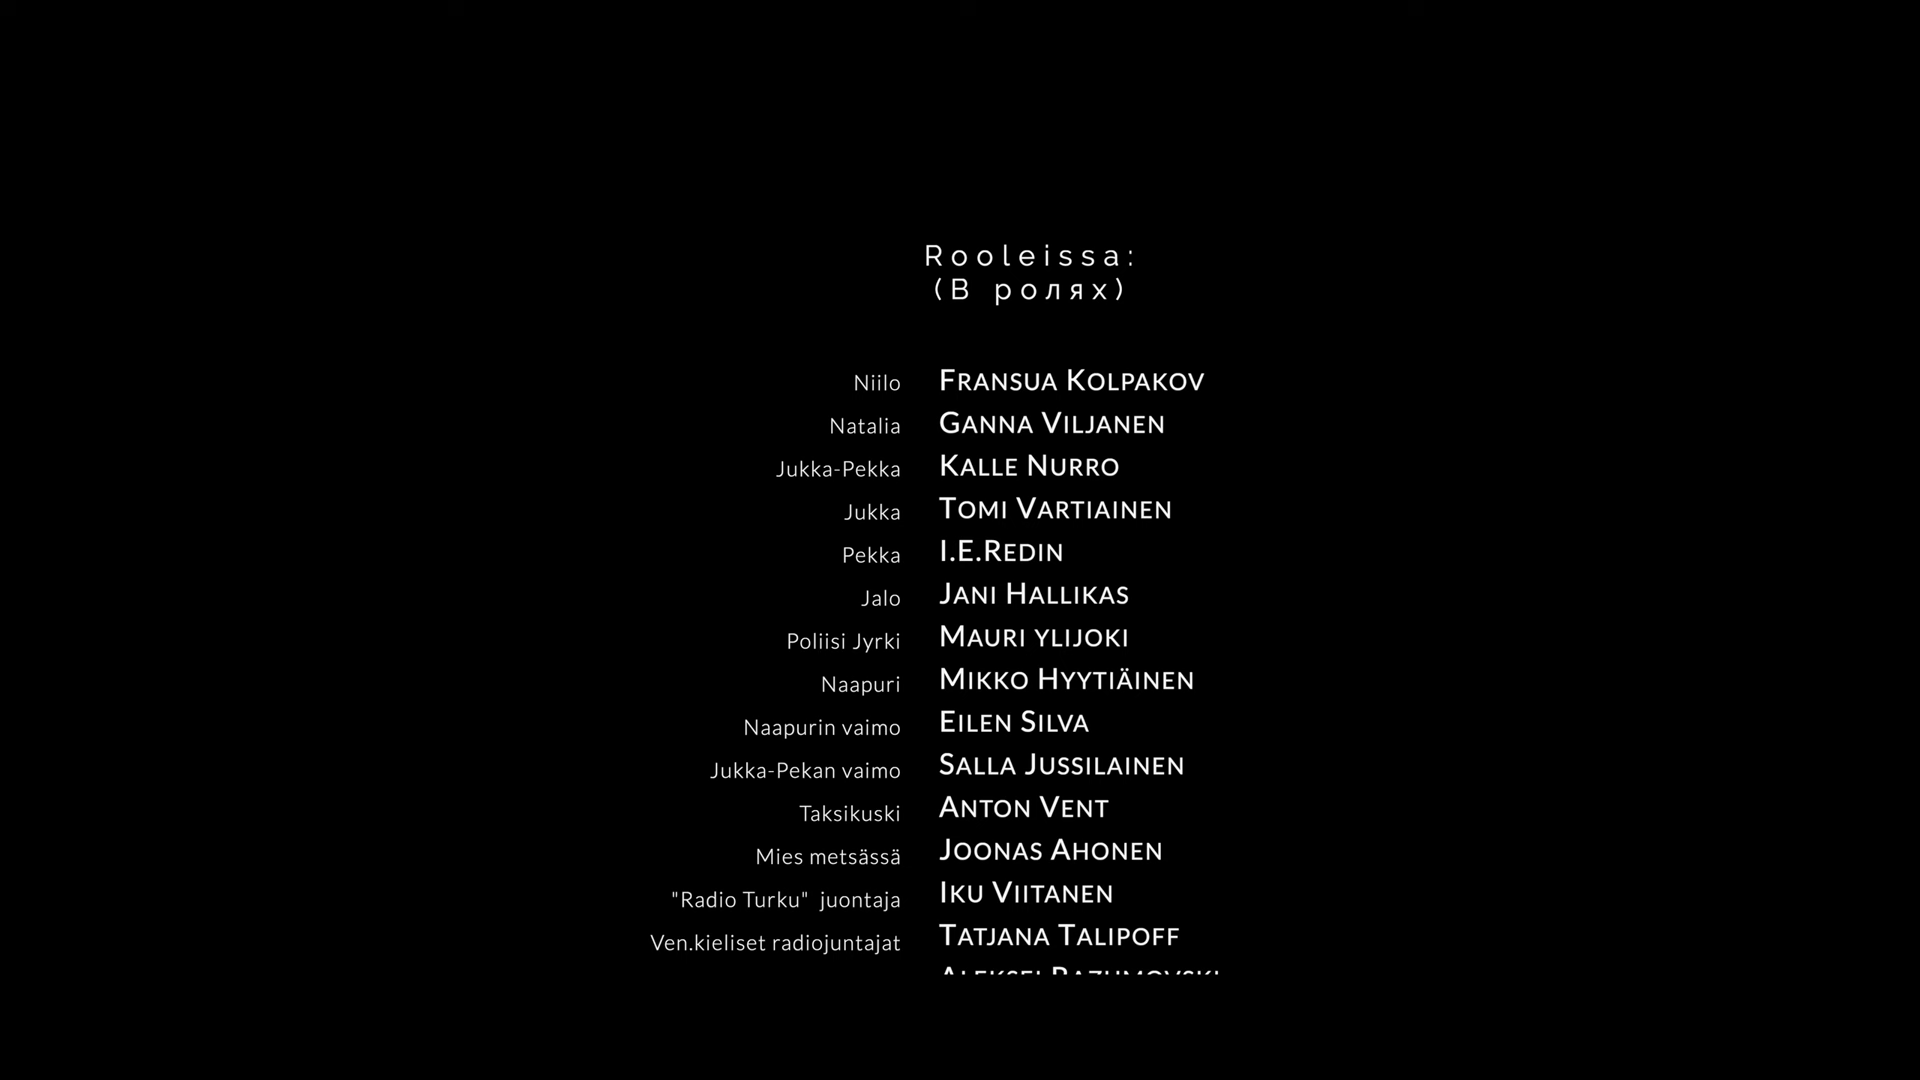 Rooleissa:
(В ролях)
Niilo Fransua Kolpakov
Natalia Ganna Viljanen
Jukka-Pekka Kalle Nurro
Jukka Tomi Vartiainen
Pekka I.E.Redin
Jalo Jani Hallikas
Poliisi Jyrki Mauri ylijoki
Naapuri Mikko Hyytiäinen
Naapurin vaimo Eilen Silva
Jukka-Pekan vaimo Salla Jussilainen
Taksikuski Anton Vent
Mies metsässä Joonas Ahonen
"Radio Turku" juontaja Iku Viitanen
Ven.kieliset radiojuntajat Tatjana Talipoff